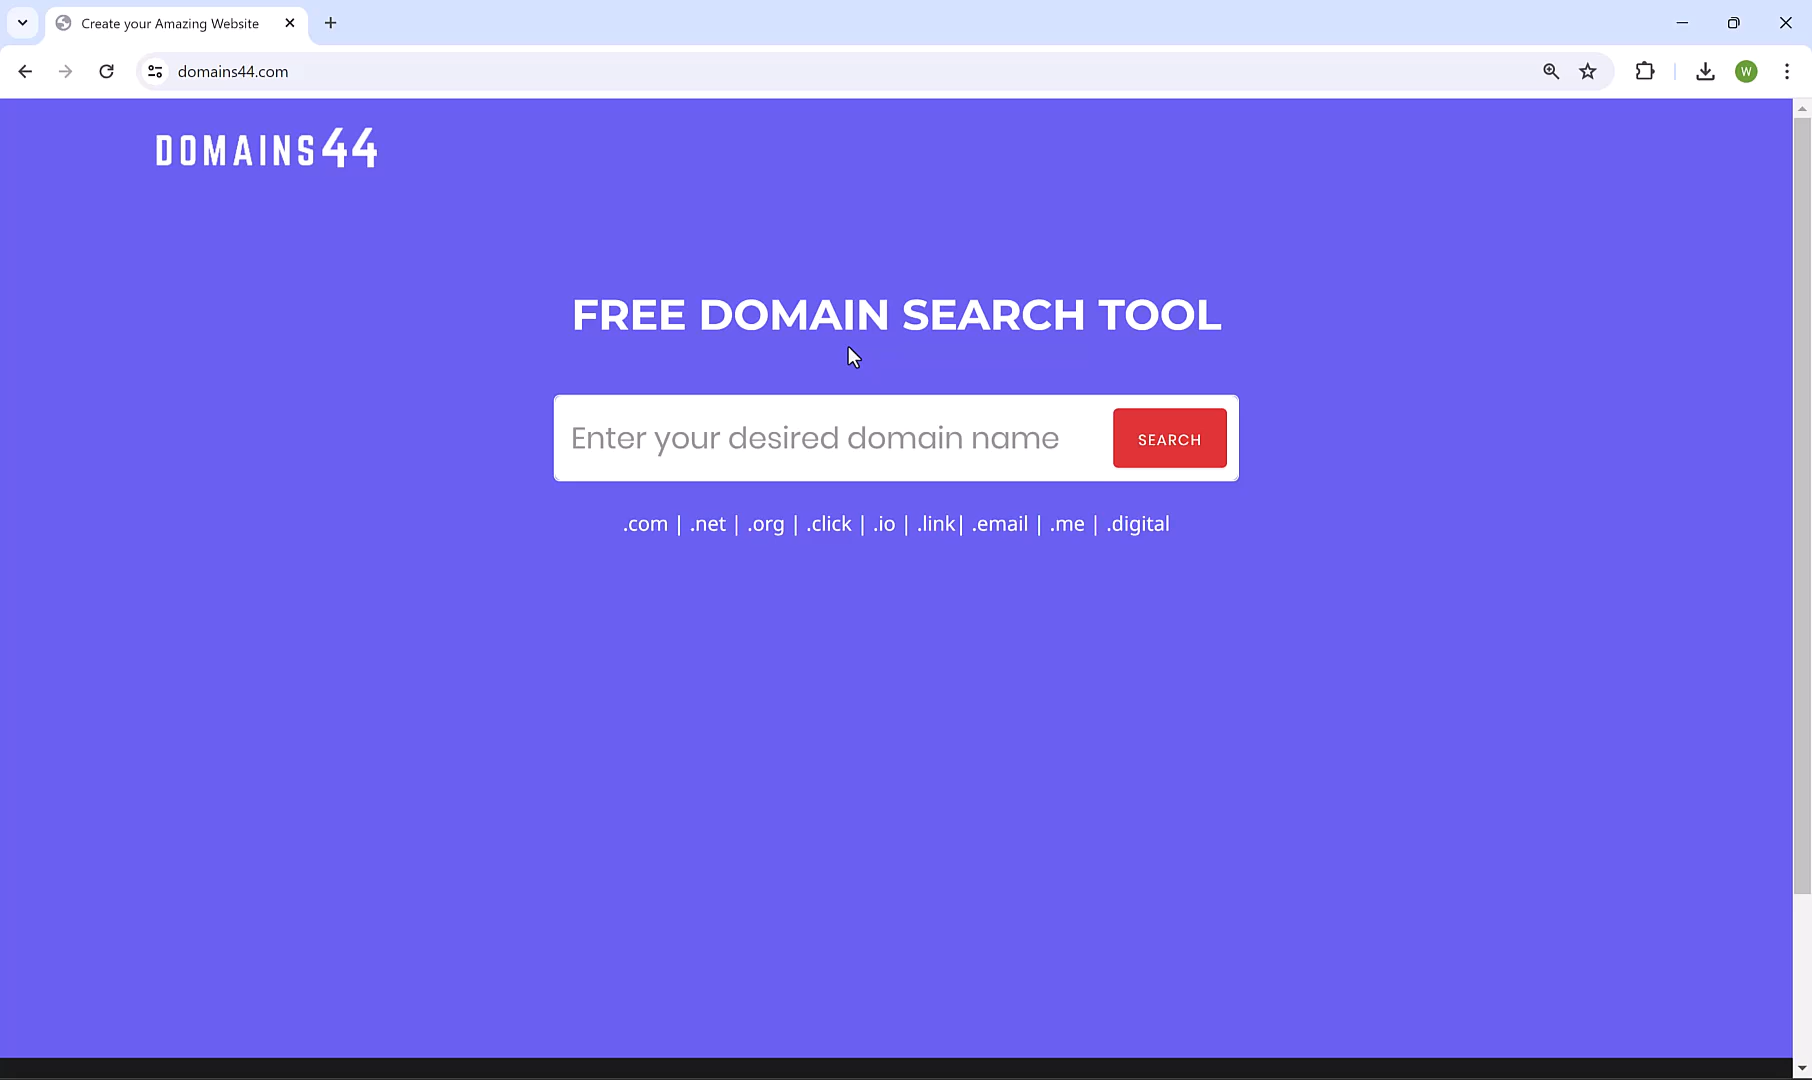 Create your Amazing Website
domains44.com
W
DOMAINS44
FREE DOMAIN SEARCH TOOL
Enter your desired domain name
SEARCH
.com | .net | .org | .click | .io | .link| .email | .me | .digital